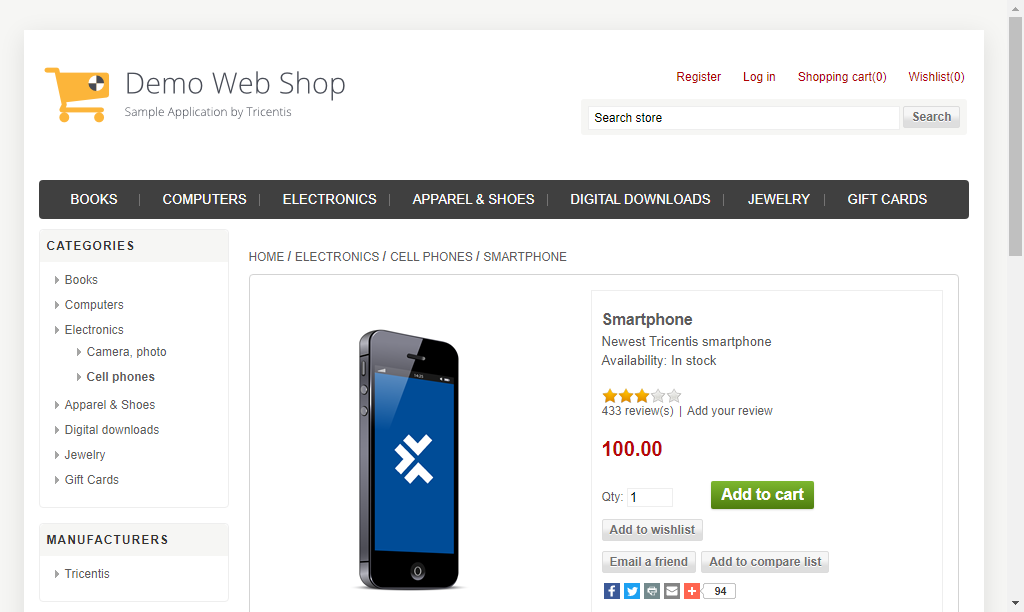 Demo Web Shop
Sample Application by Tricentis
Register Log in Shopping cart(0) Wishlist(0)
Search store Search
BOOKS | COMPUTERS | ELECTRONICS | APPAREL & SHOES | DIGITAL DOWNLOADS | JEWELRY | GIFT CARDS
CATEGORIES
Books
Computers
Electronics
Camera, photo
Cell phones
Apparel & Shoes
Digital downloads
Jewelry
Gift Cards
MANUFACTURERS
Tricentis
HOME / ELECTRONICS / CELL PHONES / SMARTPHONE
Smartphone
Newest Tricentis smartphone
Availability: In stock
433 review(s) | Add your review
100.00
Qty: 1 Add to cart
Add to wishlist
Email a friend Add to compare list
94